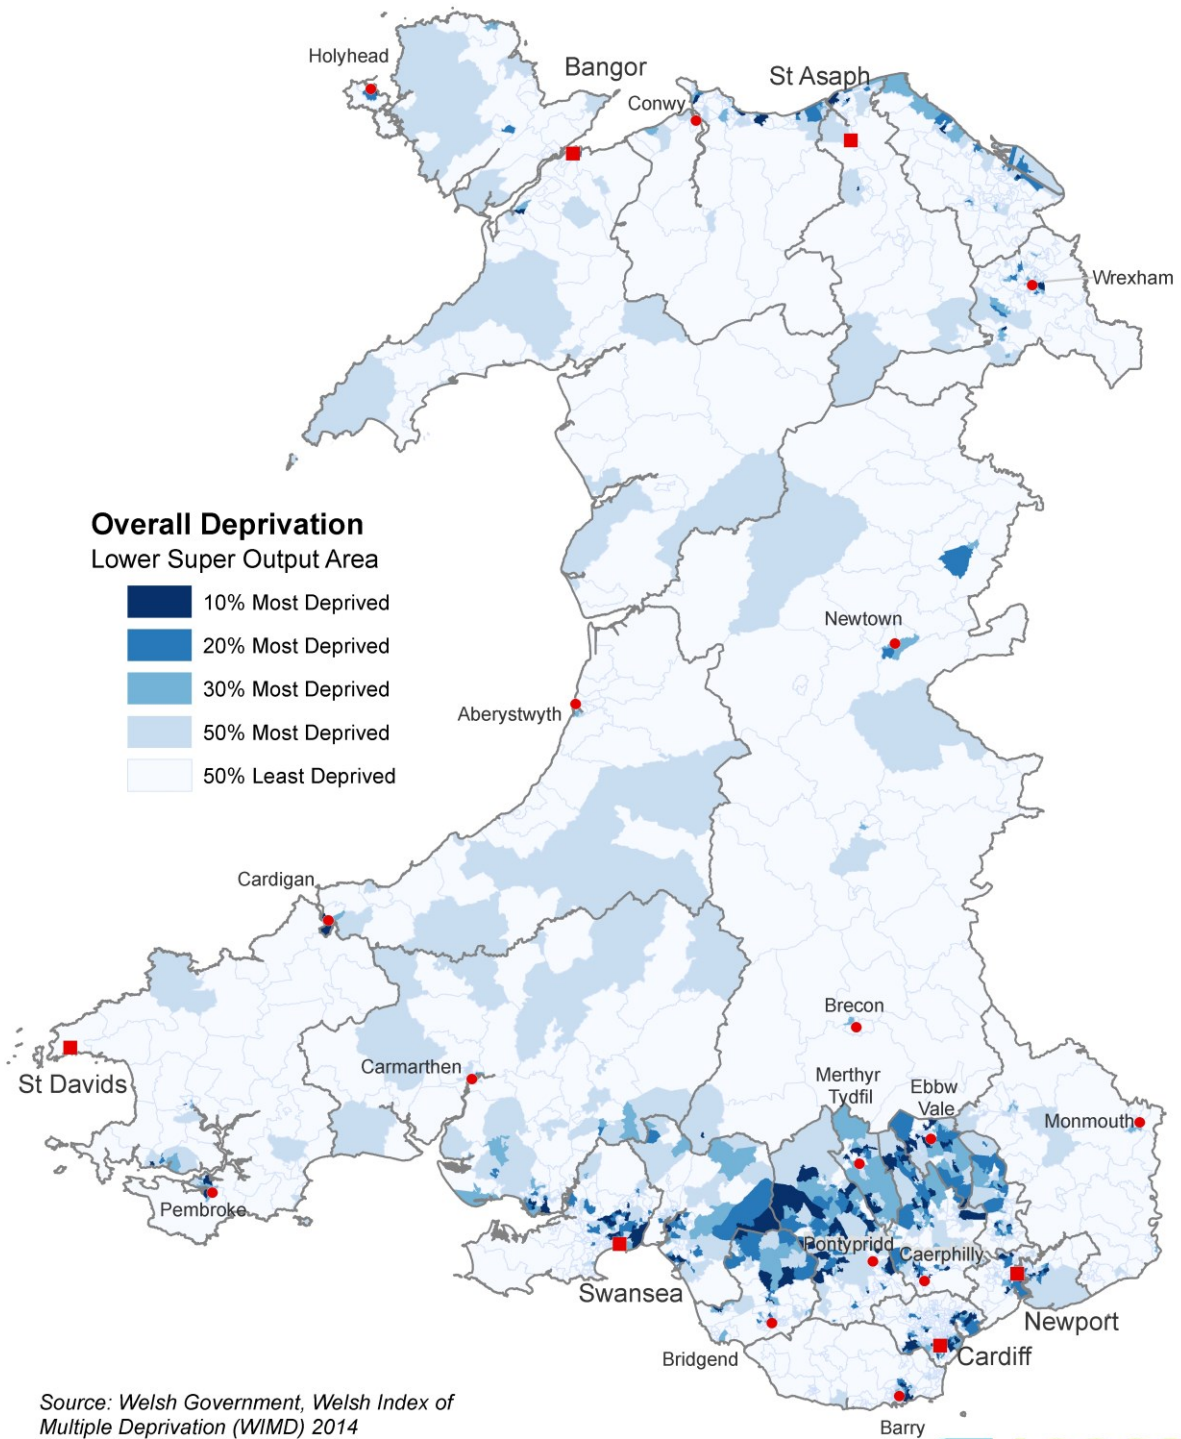 Holyhead
Bangor
St Asaph
Conwy
Wrexham
Overall Deprivation
Lower Super Output Area
10% Most Deprived
20% Most Deprived
30% Most Deprived
50% Most Deprived
50% Least Deprived
Newtown
Aberystwyth
Cardigan
Brecon
St Davids
Carmarthen
Merthyr
Tydfil
Ebbw
Vale
Monmouth
Pembroke
Pontypridd
Caerphilly
Swansea
Newport
Bridgend
Cardiff
Barry
Source: Welsh Government, Welsh Index of
Multiple Deprivation (WIMD) 2014